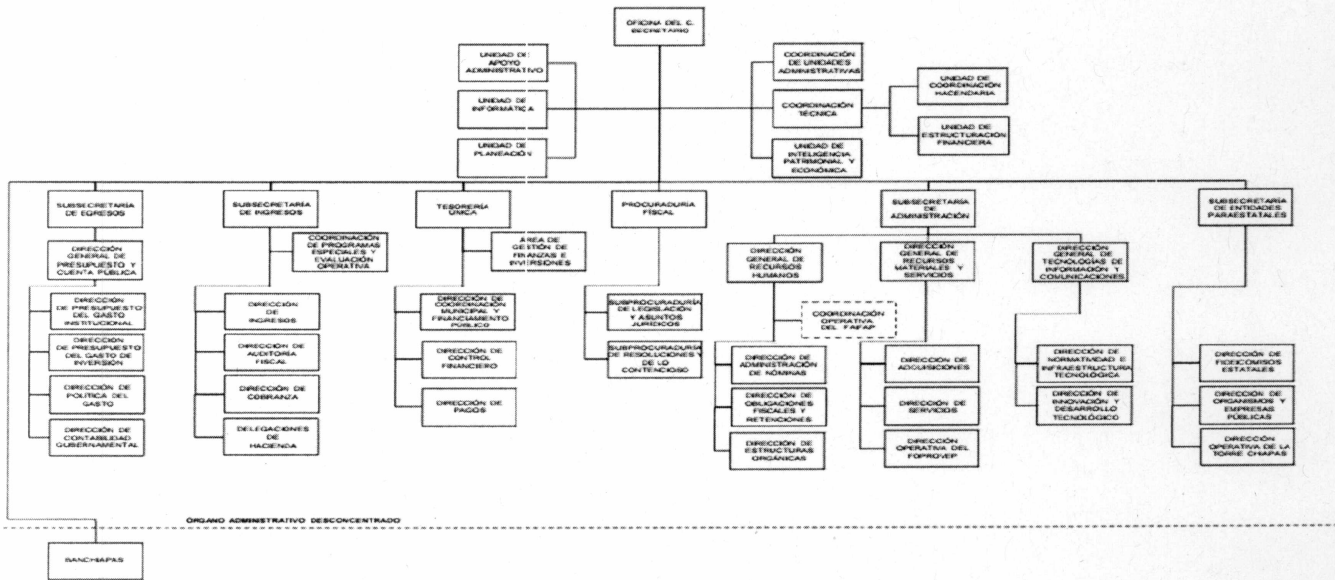 OFICINA DEL C.
SECRETARIO
UNIDAD DE
APOYO
ADMINISTRATIVO
UNIDAD DE
INFORMÁTICA
UNIDAD DE
PLANEACIÓN
COORDINACIÓN
DE UNIDADES
ADMINISTRATIVAS
COORDINACIÓN
TÉCNICA
UNIDAD DE
INTELIGENCIA
PATRIMONIAL Y
ECONÓMICA
UNIDAD DE
COORDINACIÓN
HACENDARIA
UNIDAD DE
ESTRUCTURACIÓN
FINANCIERA
SUBSECRETARÍA
DE EGRESOS
SUBSECRETARÍA
DE INGRESOS
TESORERÍA
ÚNICA
PROCURADURÍA
FISCAL
SUBSECRETARÍA
DE
ADMINISTRACIÓN
SUBSECRETARÍA
DE ENTIDADES
PARAESTATALES
DIRECCIÓN
GENERAL DE
PRESUPUESTO Y
CUENTA PÚBLICA
DIRECCIÓN
DE PRESUPUESTO
DEL GASTO
INSTITUCIONAL
DIRECCIÓN
DE PRESUPUESTO
DEL GASTO DE
INVERSIÓN
DIRECCIÓN DE
POLÍTICA DEL
GASTO
DIRECCIÓN DE
CONTABILIDAD
GUBERNAMENTAL
COORDINACIÓN
DE PROGRAMAS
ESPECIALES Y
EVALUACIÓN
OPERATIVA
DIRECCIÓN
DE
INGRESOS
DIRECCIÓN DE
AUDITORÍA
FISCAL
DIRECCIÓN DE
COBRANZA
DELEGACIONES
DE
HACIENDA
ÁREA DE
GESTIÓN DE
FINANZAS E
INVERSIONES
DIRECCIÓN DE
COORDINACIÓN
MUNICIPAL Y
FINANCIAMIENTO
PÚBLICO
DIRECCIÓN DE
CONTROL
FINANCIERO
DIRECCIÓN DE
PAGOS
SUBPROCURADURÍA
DE LEGISLACIÓN
Y ASUNTOS
JURÍDICOS
SUBPROCURADURÍA
DE RESOLUCIONES Y
DE LO
CONTENCIOSO
DIRECCIÓN
GENERAL DE
RECURSOS
HUMANOS
COORDINACIÓN
OPERATIVA
DEL FAIFAP
DIRECCIÓN DE
ADMINISTRACIÓN
DE NÓMINAS
DIRECCIÓN DE
OBLIGACIONES
FISCALES Y
RETENCIONES
DIRECCIÓN DE
ESTRUCTURAS
ORGÁNICAS
DIRECCIÓN
GENERAL DE
RECURSOS
MATERIALES Y
SERVICIOS
DIRECCIÓN DE
ADQUISICIONES
DIRECCIÓN DE
SERVICIOS
DIRECCIÓN
OPERATIVA DEL
FOPROVEP
DIRECCIÓN
GENERAL DE
TECNOLOGÍAS DE
INFORMACIÓN Y
COMUNICACIONES
DIRECCIÓN DE
NORMATIVIDAD E
INFRAESTRUCTURA
TECNOLÓGICA
DIRECCIÓN DE
INNOVACIÓN Y
DESARROLLO
TECNOLÓGICO
DIRECCIÓN DE
FIDEICOMISOS
ESTATALES
DIRECCIÓN DE
ORGANISMOS Y
EMPRESAS
PÚBLICAS
DIRECCIÓN
OPERATIVA DE LA
TORRE CHIAPAS
ÓRGANO ADMINISTRATIVO DESCONCENTRADO
BANCHIAPAS